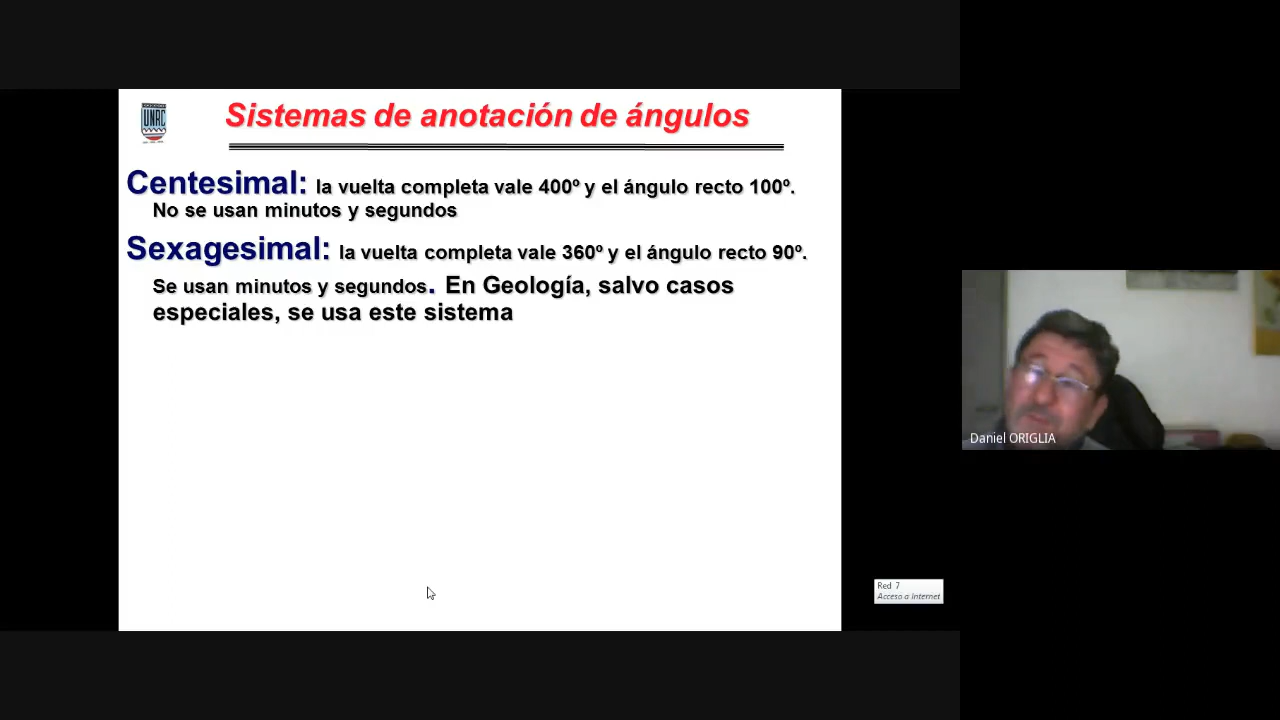 UNRC
Sistemas de anotación de ángulos
Centesimal: la vuelta completa vale 400º y el ángulo recto 100º.
No se usan minutos y segundos
Sexagesimal: la vuelta completa vale 360º y el ángulo recto 90º.
Se usan minutos y segundos. En Geología, salvo casos
especiales, se usa este sistema
Daniel ORIGLIA
Red 7
Acceso a Internet